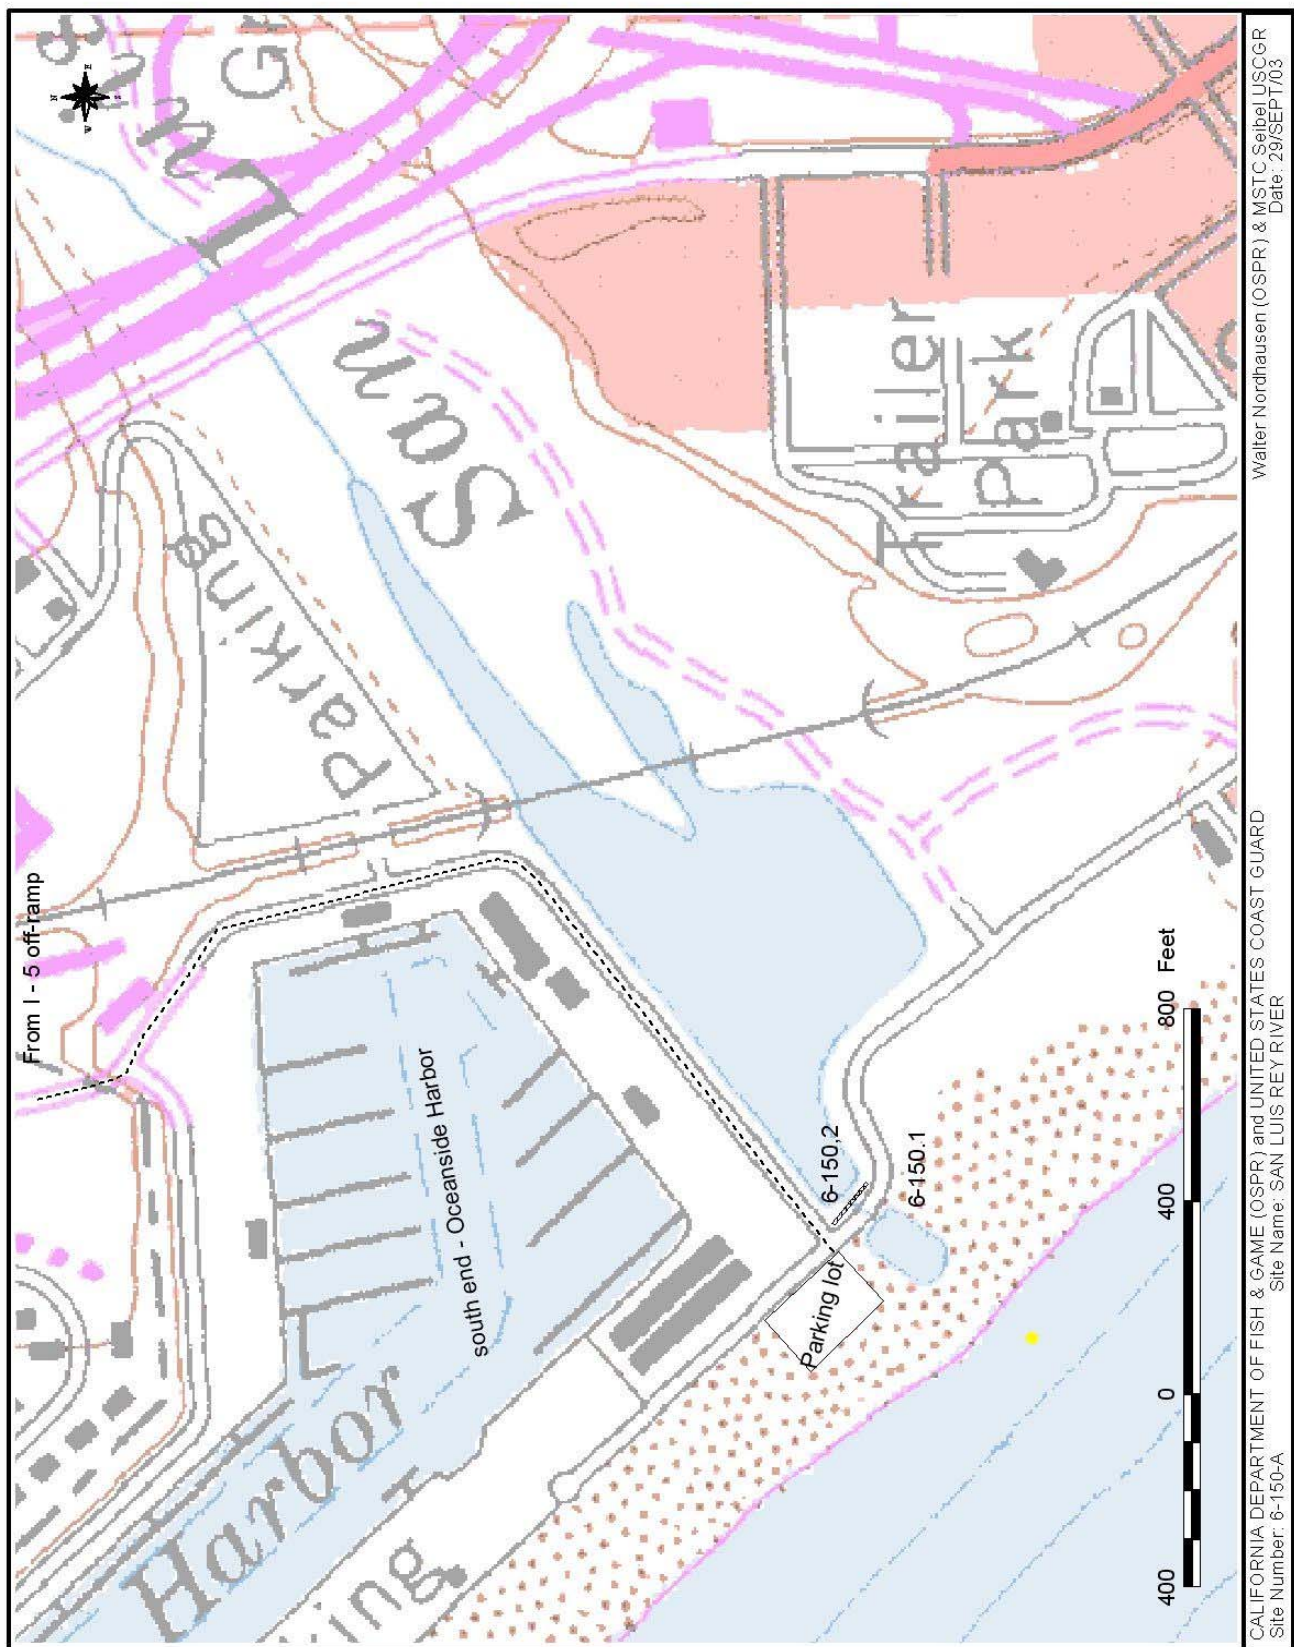 From I - 5 off-ramp
Parking
San
Lu
Trailer
Park
south end - Oceanside Harbor
Harbor
Parking lot
6-150,2
6-150.1
400 0 400 800 Feet
CALIFORNIA DEPARTMENT OF FISH & GAME (OSPR) and UNITED STATES COAST GUARD
Walter Nordhausen (OSPR) & MSTC Seibel USCGR
Site Number: 6-150-A
Site Name: SAN LUIS REY RIVER
Date: 29/SEPT/03
N
E
W